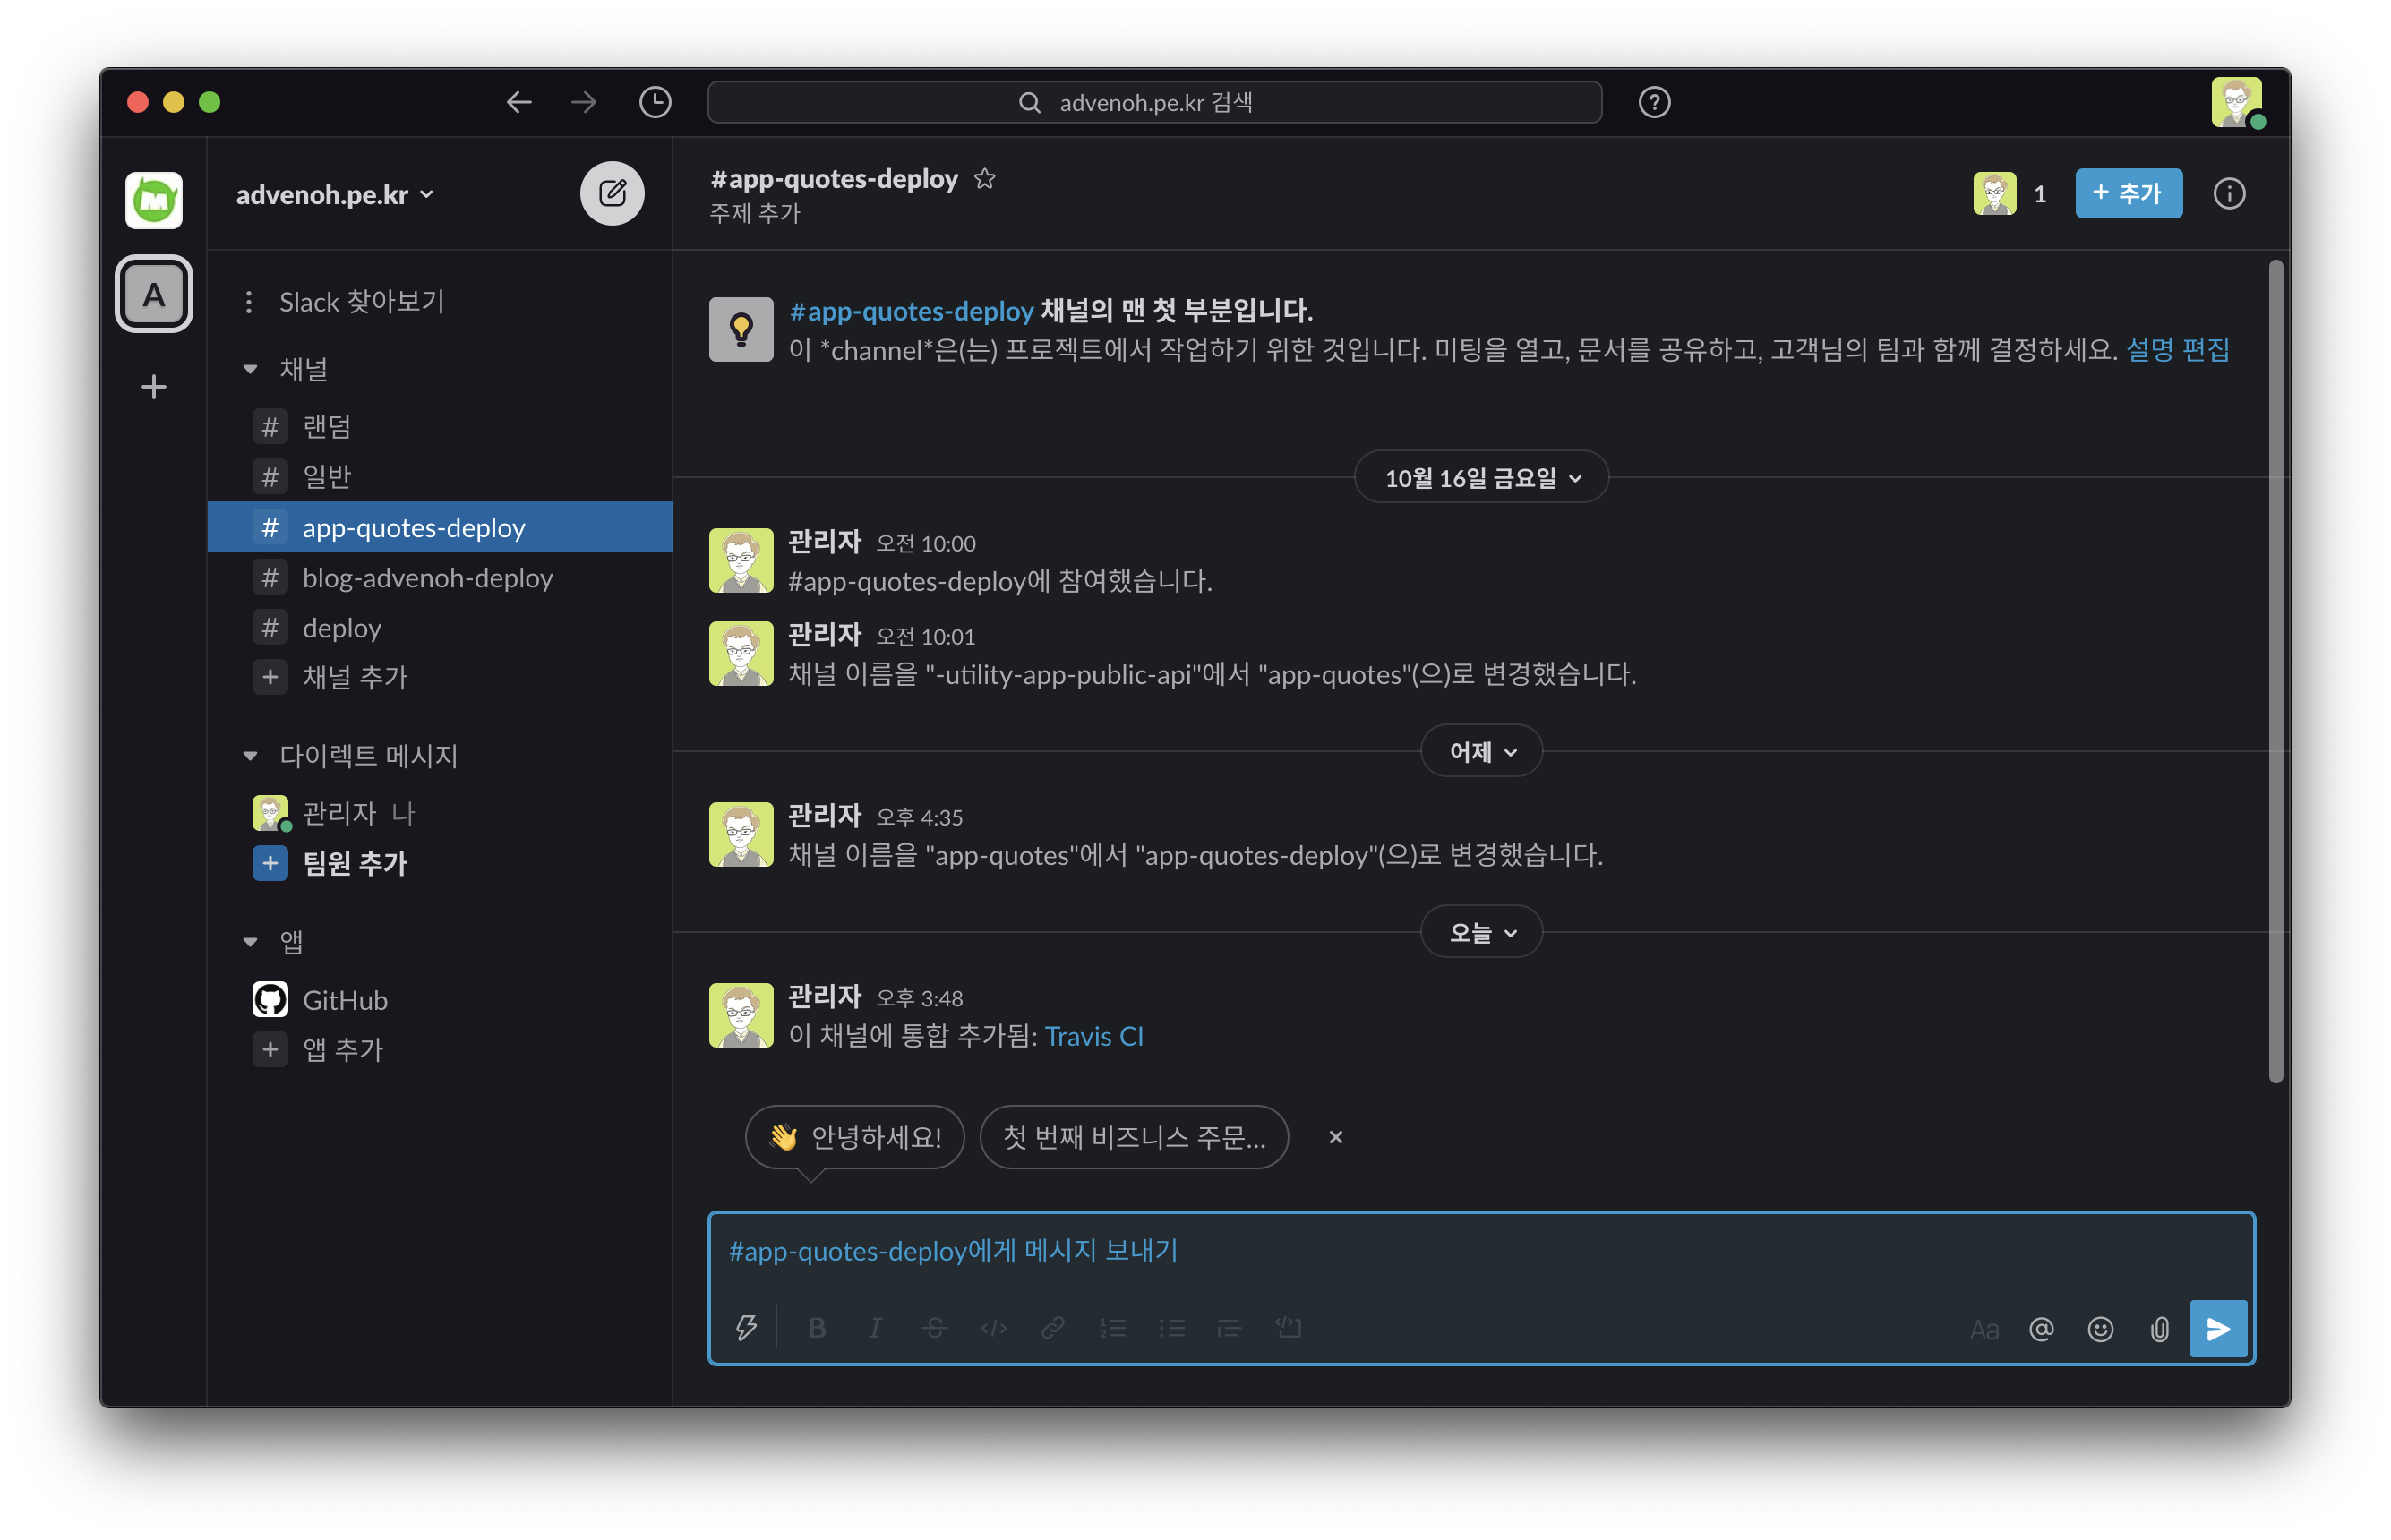 advenoh.pe.kr 검색
A
advenoh.pe.kr
Slack 찾아보기
채널
# 랜덤
# 일반
# app-quotes-deploy
# blog-advenoh-deploy
# deploy
+ 채널 추가
다이렉트 메시지
관리자 나
+ 팀원 추가
앱
GitHub
+ 앱 추가
#app-quotes-deploy
주제 추가
1
+ 추가
#app-quotes-deploy 채널의 맨 첫 부분입니다.
이 *channel*은(는) 프로젝트에서 작업하기 위한 것입니다. 미팅을 열고, 문서를 공유하고, 고객님의 팀과 함께 결정하세요. 설명 편집
10월 16일 금요일
관리자 오전 10:00
#app-quotes-deploy에 참여했습니다.
관리자 오전 10:01
채널 이름을 "-utility-app-public-api"에서 "app-quotes"(으)로 변경했습니다.
어제
관리자 오후 4:35
채널 이름을 "app-quotes"에서 "app-quotes-deploy"(으)로 변경했습니다.
오늘
관리자 오후 3:48
이 채널에 통합 추가됨: Travis CI
👋 안녕하세요!
첫 번째 비즈니스 주문...
#app-quotes-deploy에게 메시지 보내기
B I S </> Aa @